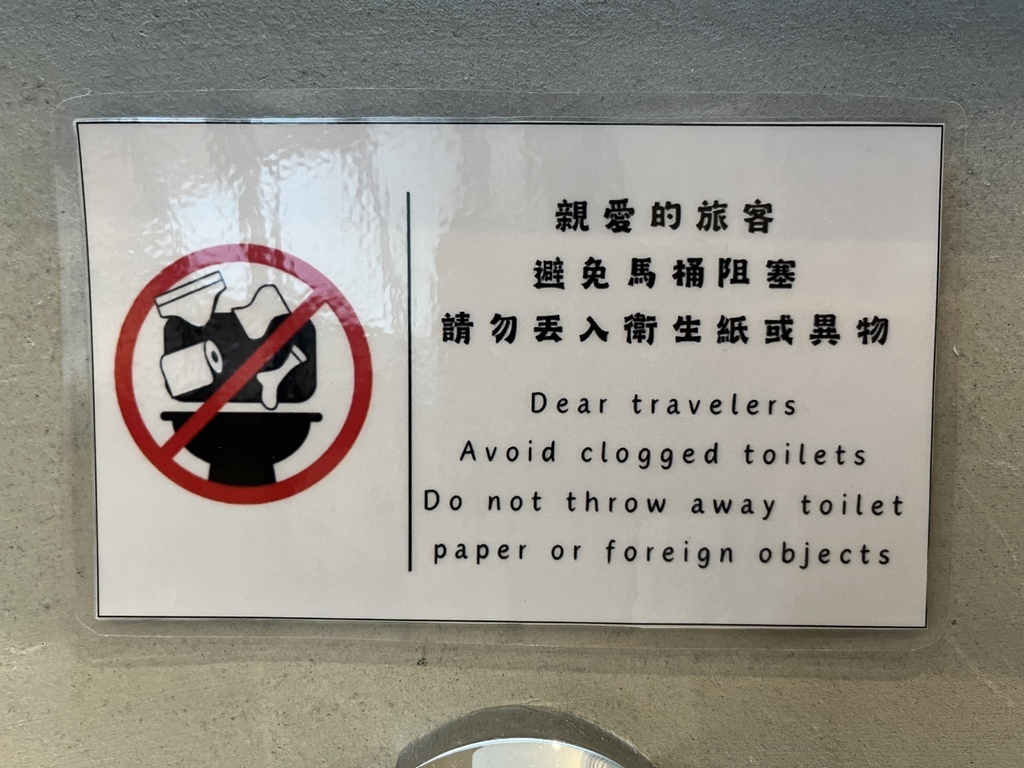 親愛的旅客
避免馬桶阻塞
請勿丟入衛生紙或異物
Dear travelers
Avoid clogged toilets
Do not throw away toilet
paper or foreign objects